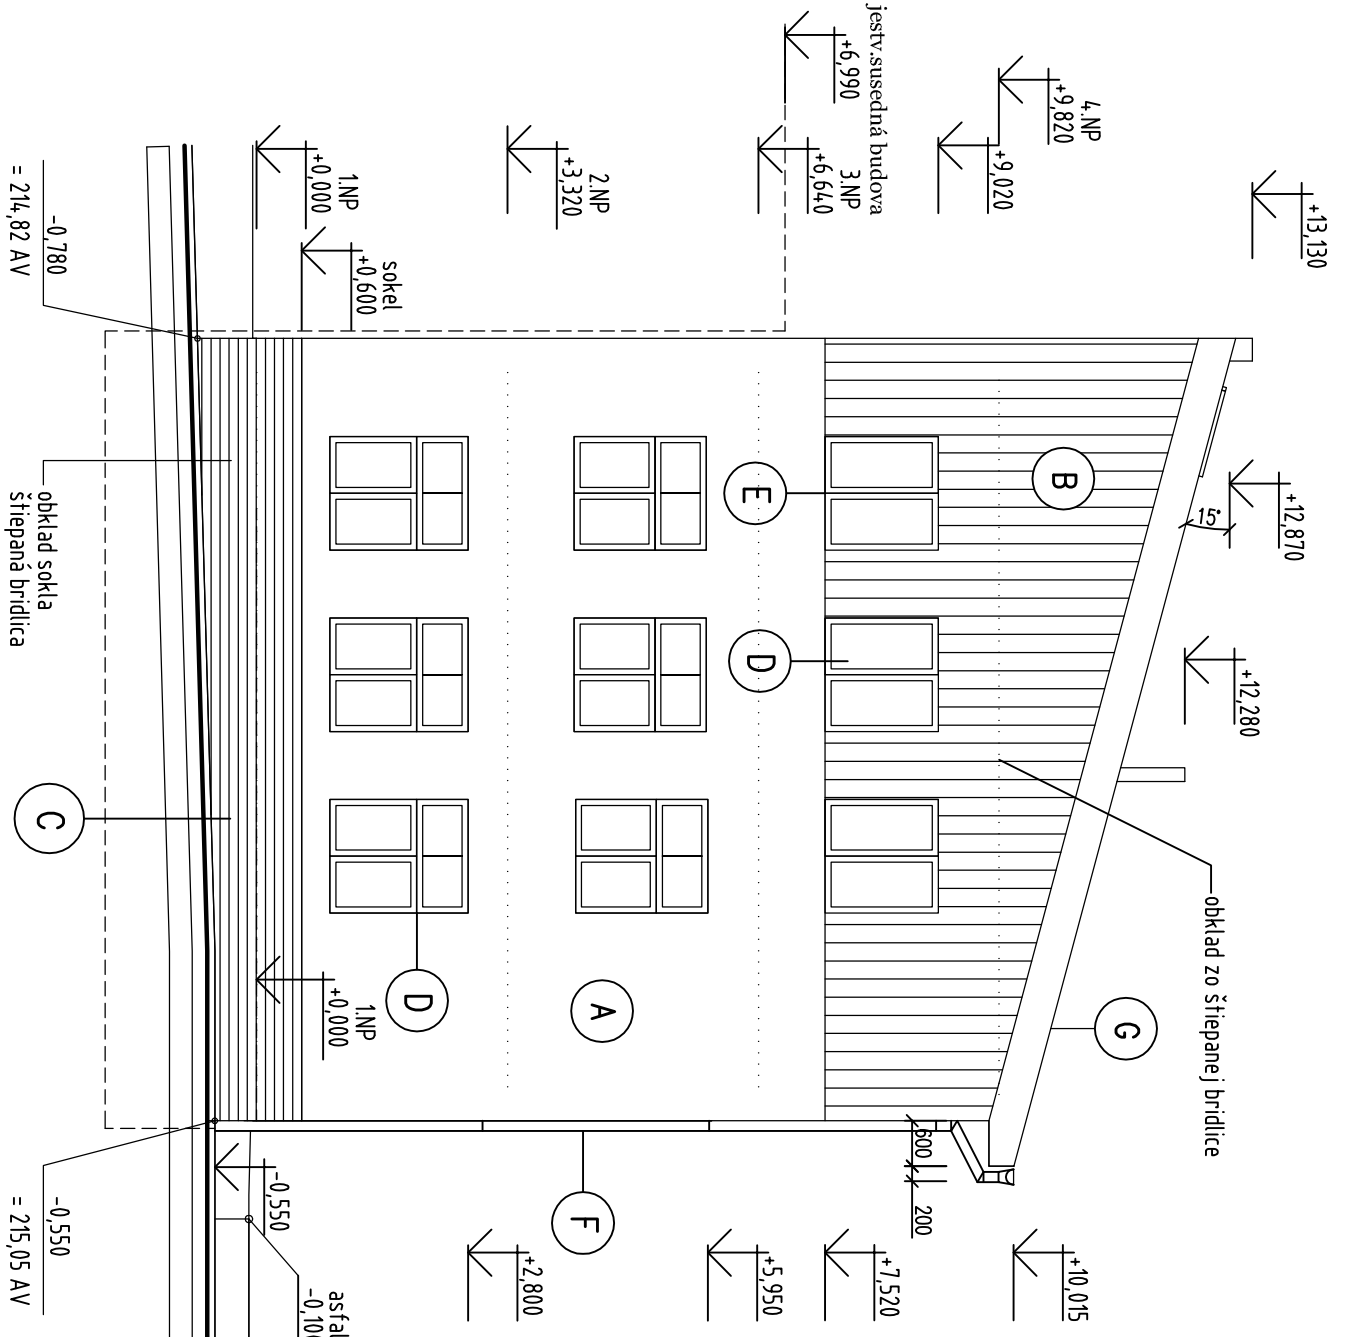 +13,130
+12,870
15°
+12,280
4.NP
+9,820
+9,020
jestv.susedná budova
+6,990
3.NP
+6,640
2.NP
+3,320
sokel
+0,600
1.NP
+0,000
-0,780
= 214,82 AV
obklad sokla
štiepaná bridlica
B
E
D
obklad zo štiepanej bridlice
G
A
D
1.NP
+0,000
C
F
600
200
+10,015
+7,520
+5,950
+2,800
-0,550
-0,550
= 215,05 AV